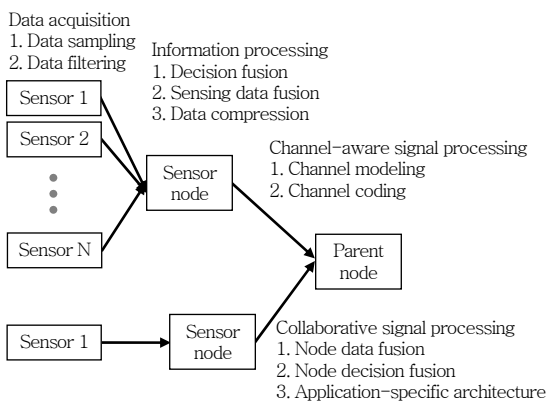 Data acquisition
1. Data sampling
2. Data filtering
Information processing
1. Decision fusion
2. Sensing data fusion
3. Data compression
Sensor 1
Sensor 2
Sensor N
Sensor
node
Channel-aware signal processing
1. Channel modeling
2. Channel coding
Parent
node
Sensor 1
Sensor
node
Collaborative signal processing
1. Node data fusion
2. Node decision fusion
3. Application-specific architecture